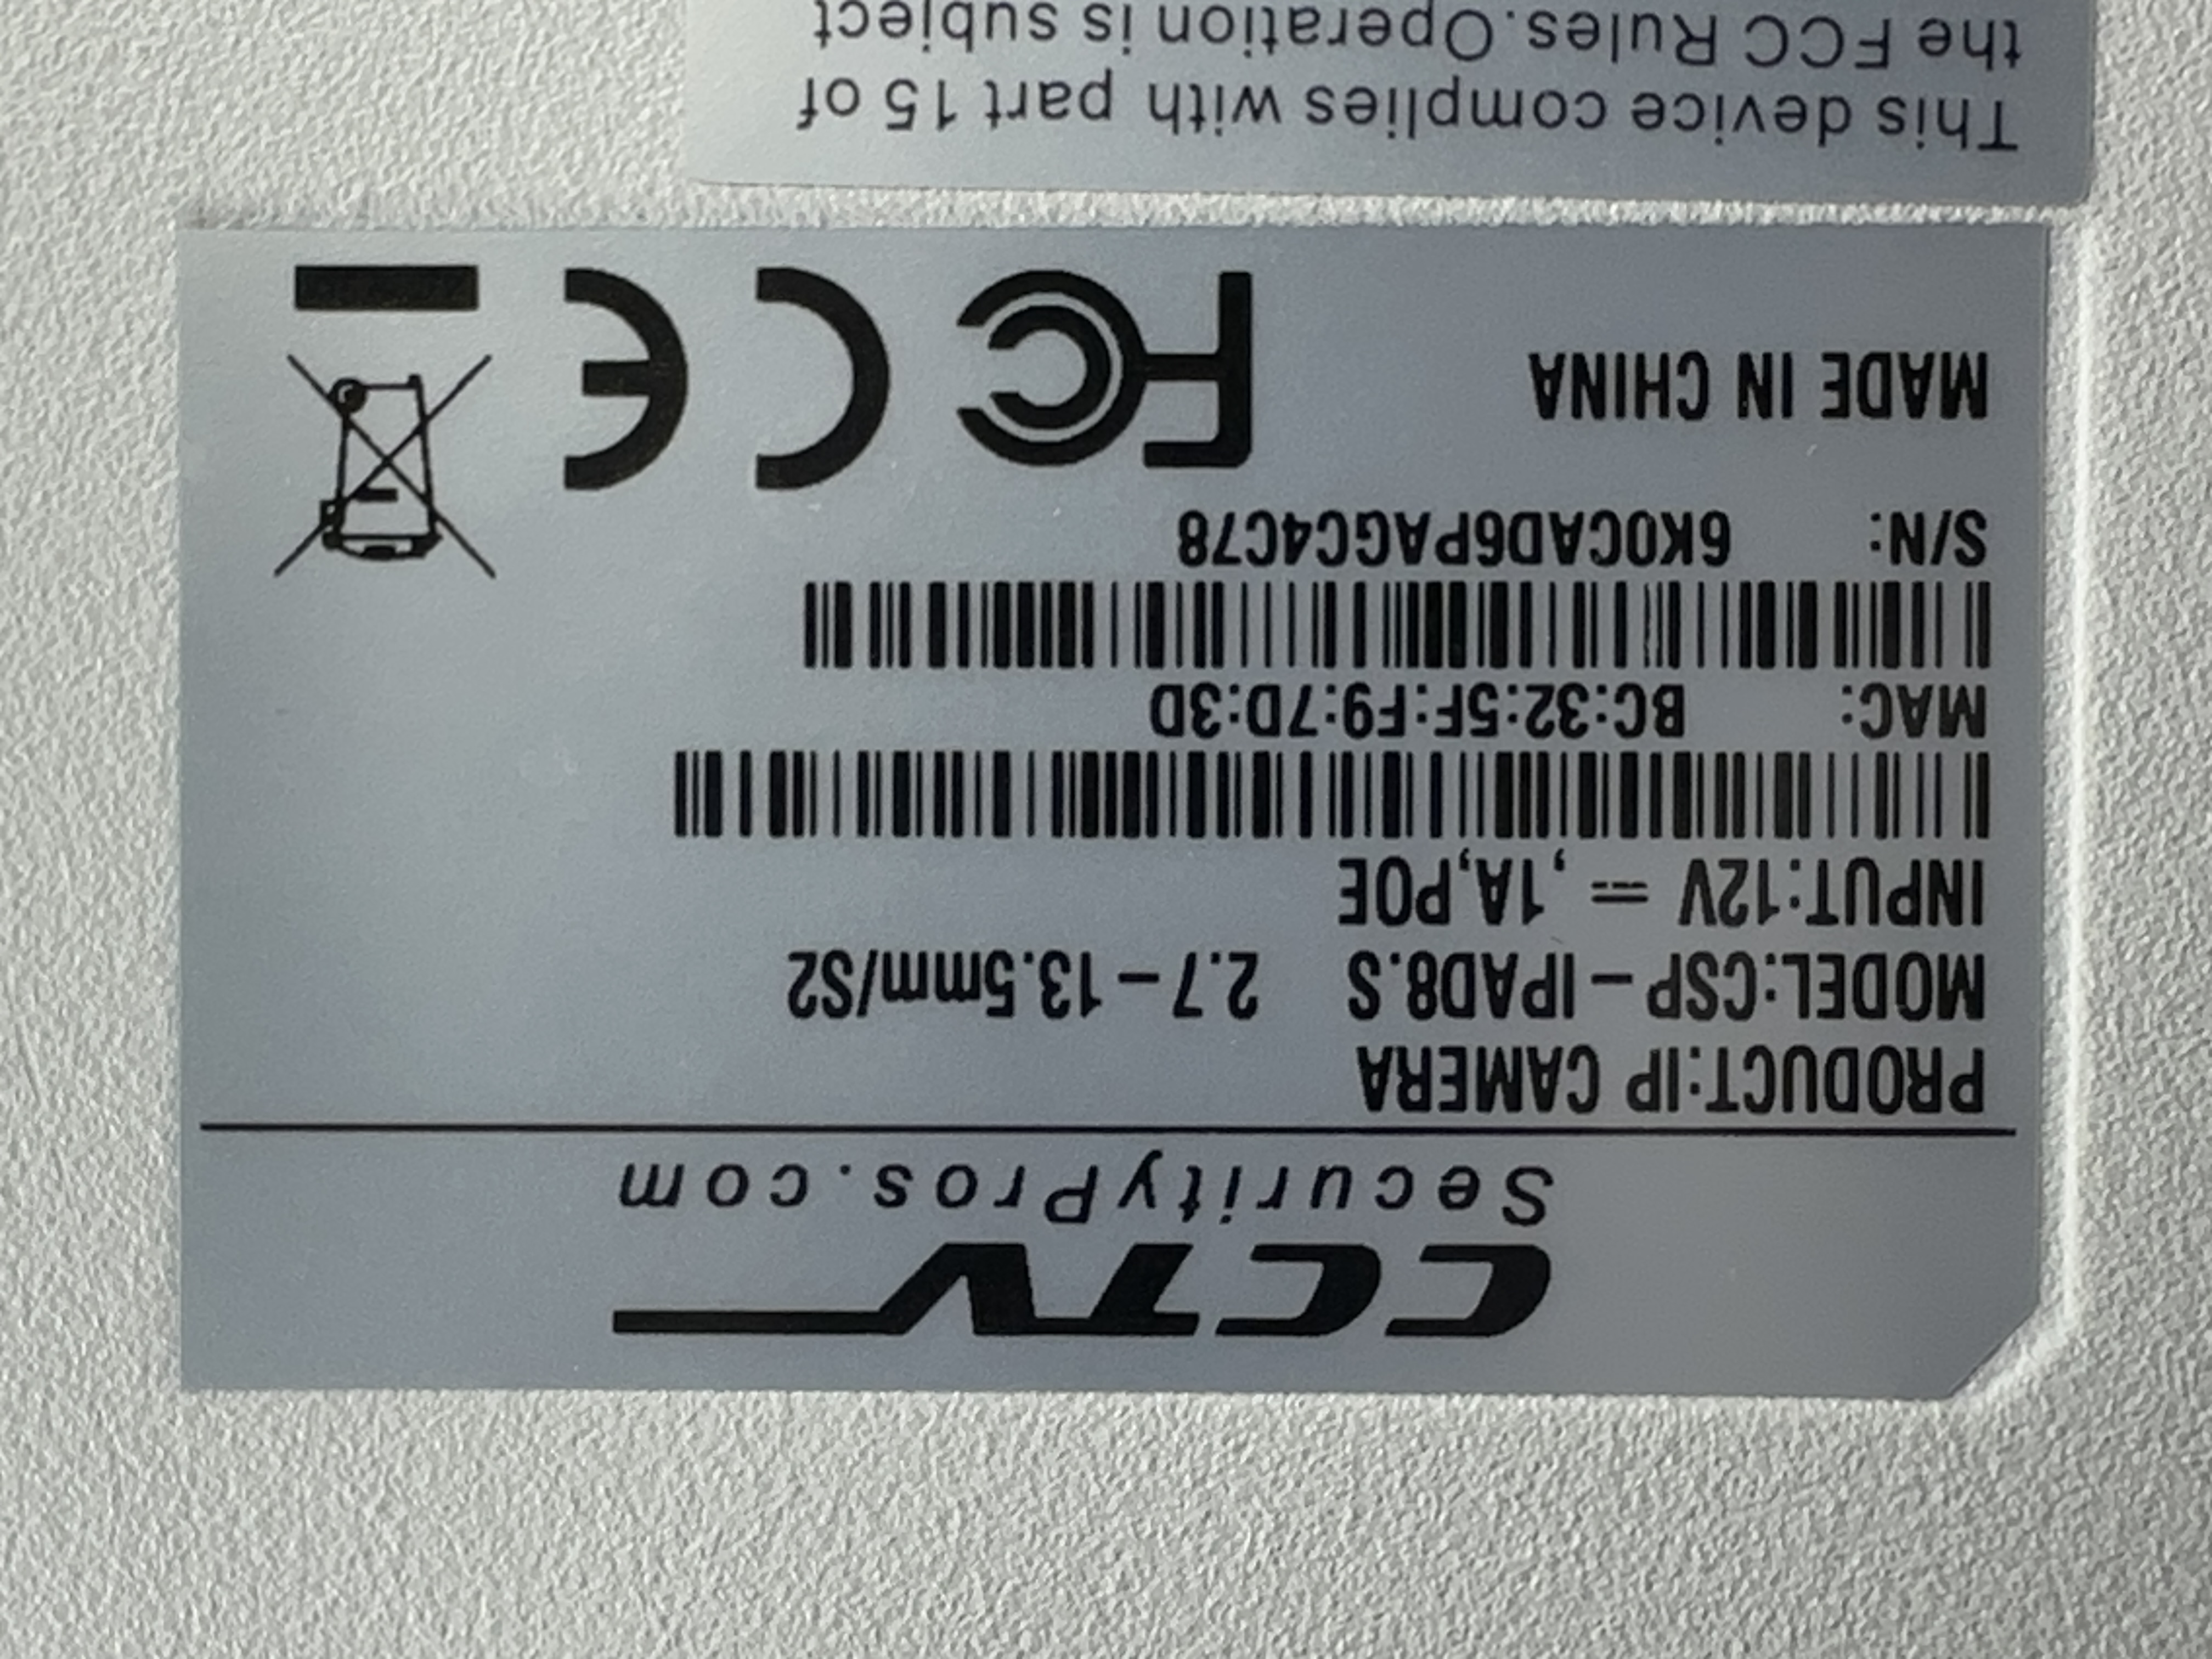 CCTV
SecurityPros.com
PRODUCT:IP CAMERA
MODEL:CSP-IPAD8.S 2.7-13.5mm/S2
INPUT:12V ⎓ ,1A,POE
MAC: BC:32:5F:F9:7D:3D
S/N: 6K0CAD6PAGC4C78
MADE IN CHINA
FC CE
This device complies with part 15 of
the FCC Rules.Operation is subject